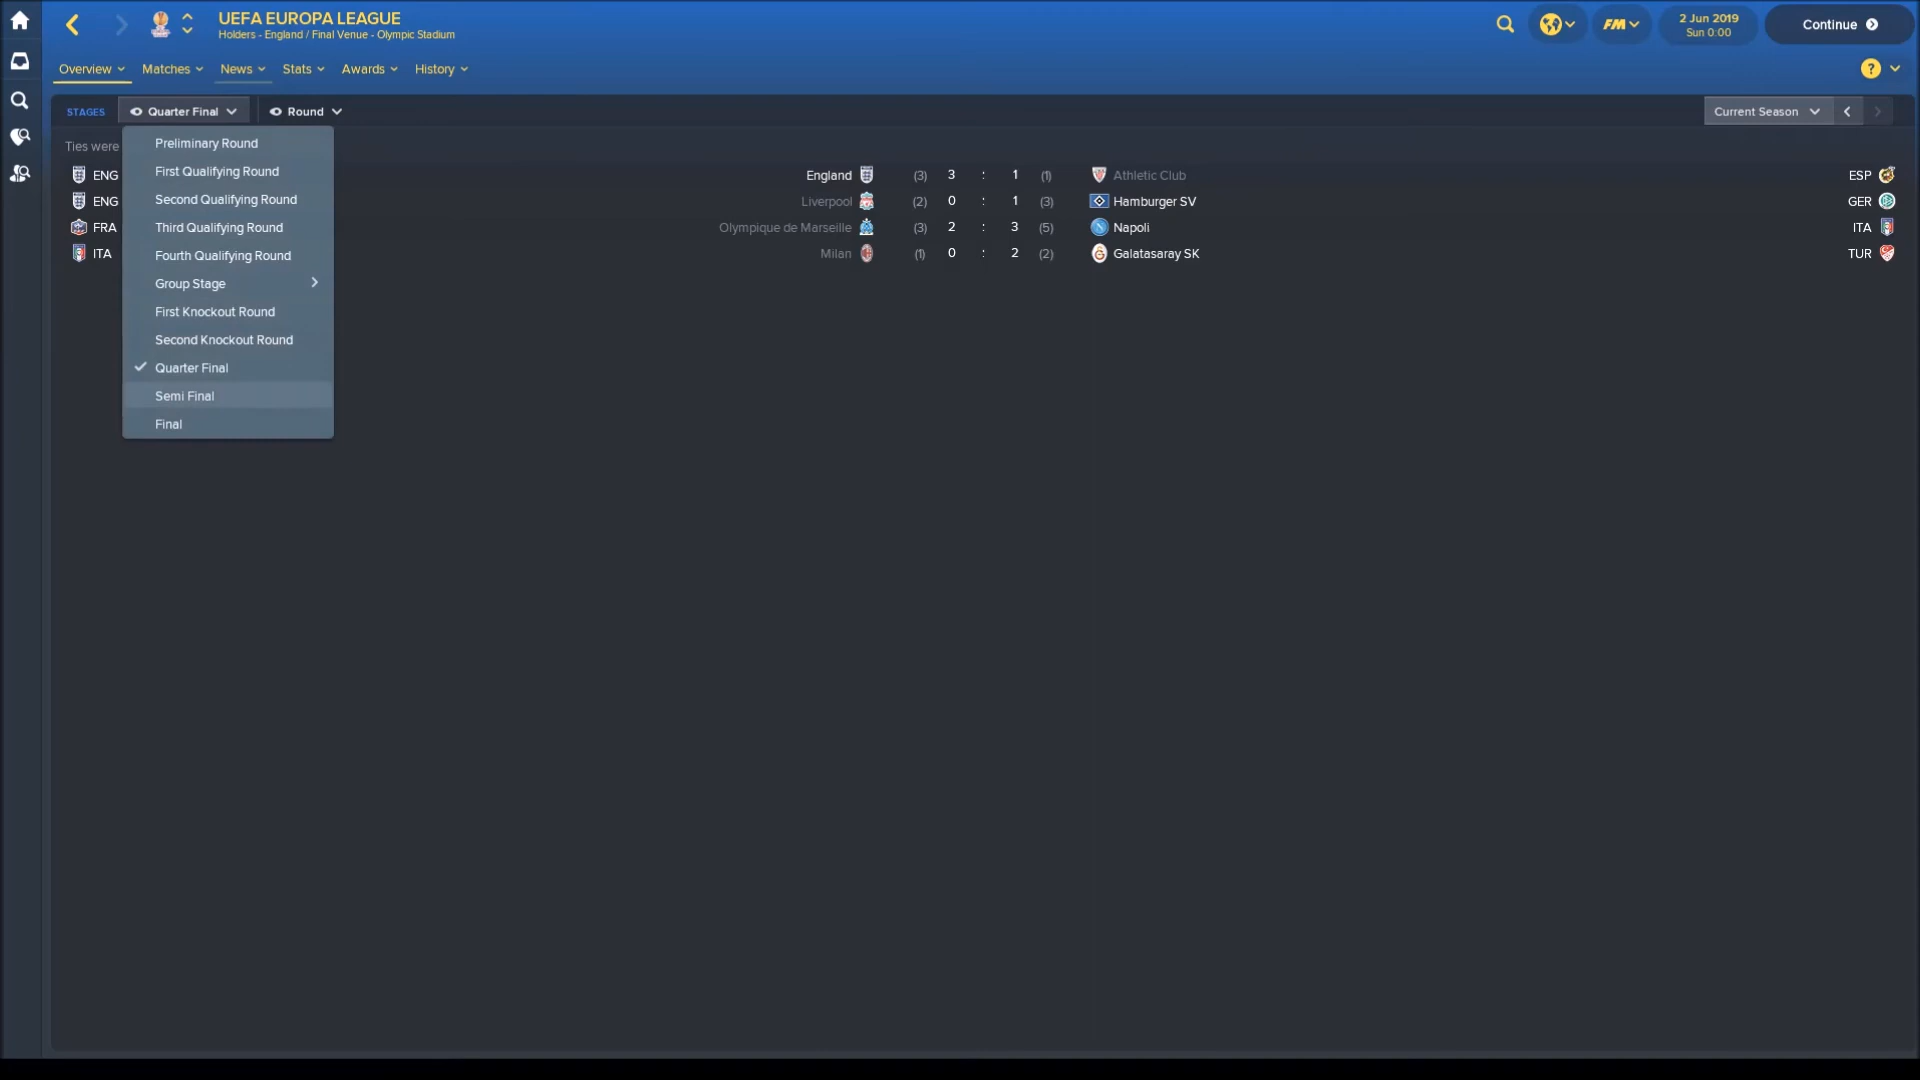 UEFA EUROPA LEAGUE
Holders - England / Final Venue - Olympic Stadium
FM
2 Jun 2019
Sun 0:00
Continue
Overview Matches News Stats Awards History
?
STAGES Quarter Final Round Current Season
Ties were
Preliminary Round
First Qualifying Round
Second Qualifying Round
Third Qualifying Round
Fourth Qualifying Round
Group Stage
First Knockout Round
Second Knockout Round
Quarter Final
Semi Final
Final
ENG England (3) 3 : 1 (1) Athletic Club ESP
ENG Liverpool (2) 0 : 1 (3) Hamburger SV GER
FRA Olympique de Marseille (3) 2 : 3 (5) Napoli ITA
ITA Milan (1) 0 : 2 (2) Galatasaray SK TUR